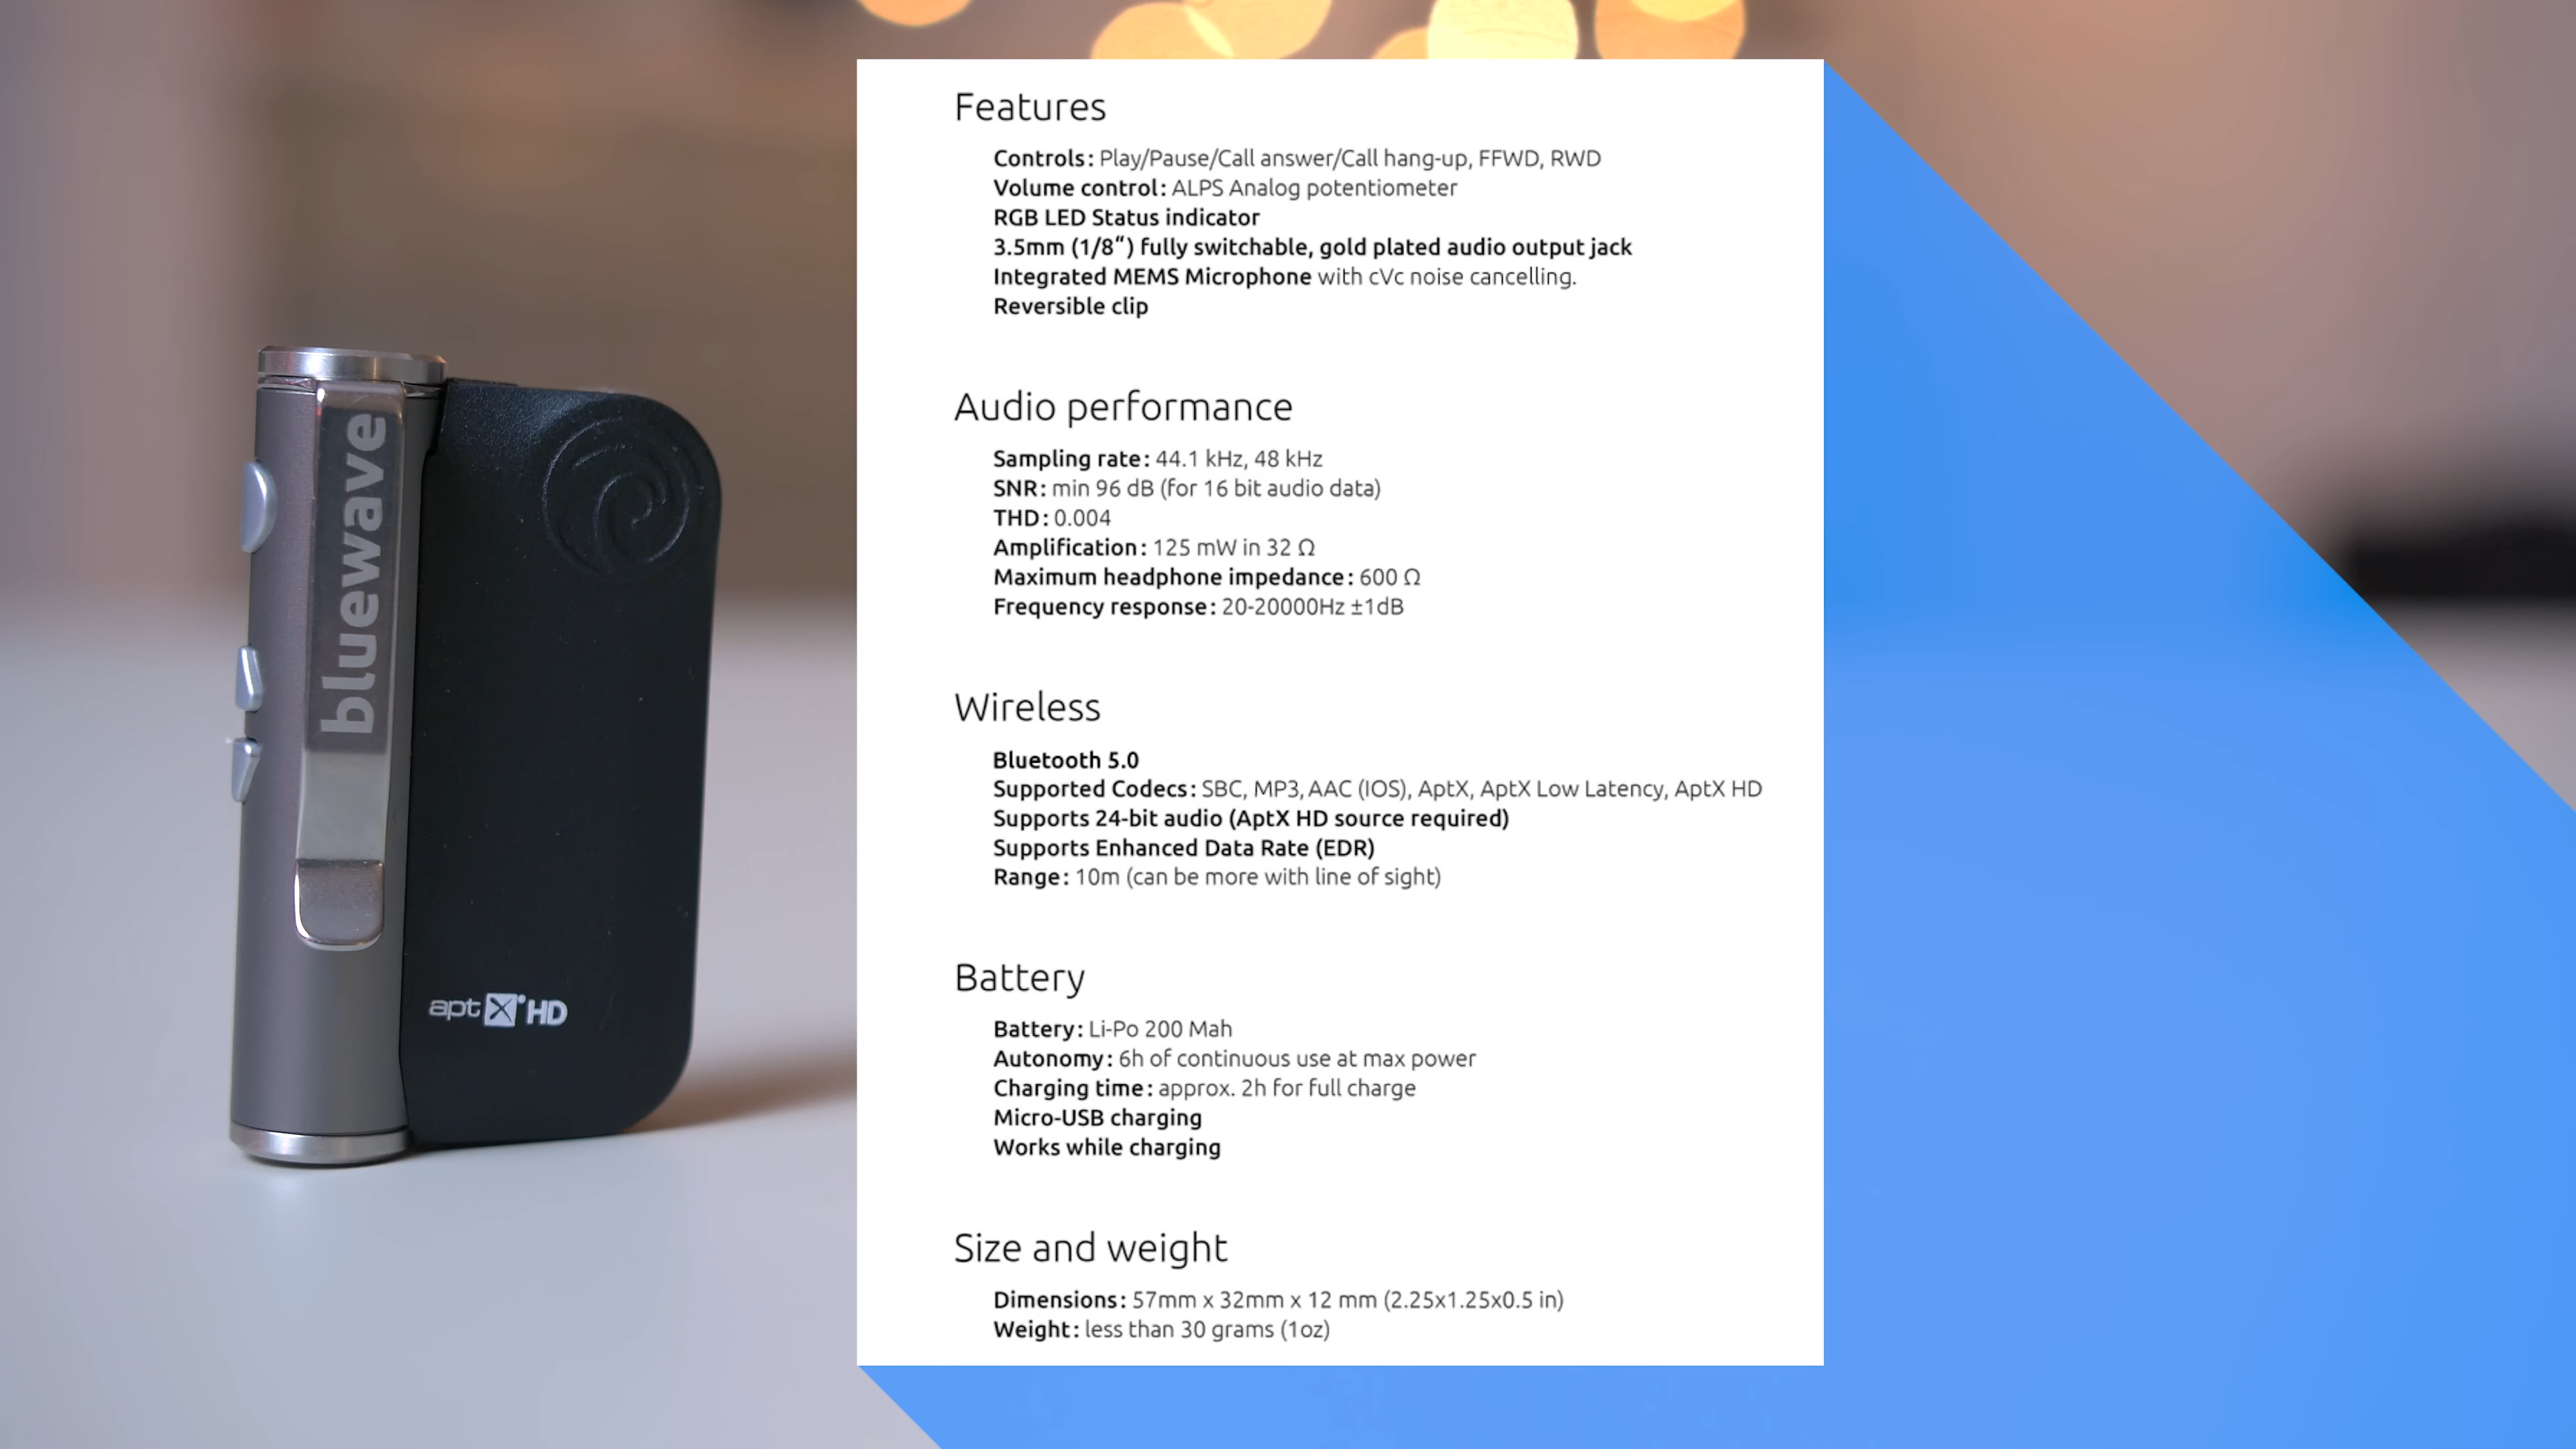 bluewave
aptX HD
Features
Controls: Play/Pause/Call answer/Call hang-up, FFWD, RWD
Volume control: ALPS Analog potentiometer
RGB LED Status indicator
3.5mm (1/8“) fully switchable, gold plated audio output jack
Integrated MEMS Microphone with cVc noise cancelling.
Reversible clip
Audio performance
Sampling rate: 44.1 kHz, 48 kHz
SNR: min 96 dB (for 16 bit audio data)
THD: 0.004
Amplification: 125 mW in 32 Ω
Maximum headphone impedance: 600 Ω
Frequency response: 20-20000Hz ±1dB
Wireless
Bluetooth 5.0
Supported Codecs: SBC, MP3, AAC (IOS), AptX, AptX Low Latency, AptX HD
Supports 24-bit audio (AptX HD source required)
Supports Enhanced Data Rate (EDR)
Range: 10m (can be more with line of sight)
Battery
Battery: Li-Po 200 Mah
Autonomy: 6h of continuous use at max power
Charging time: approx. 2h for full charge
Micro-USB charging
Works while charging
Size and weight
Dimensions: 57mm x 32mm x 12 mm (2.25x1.25x0.5 in)
Weight: less than 30 grams (1oz)